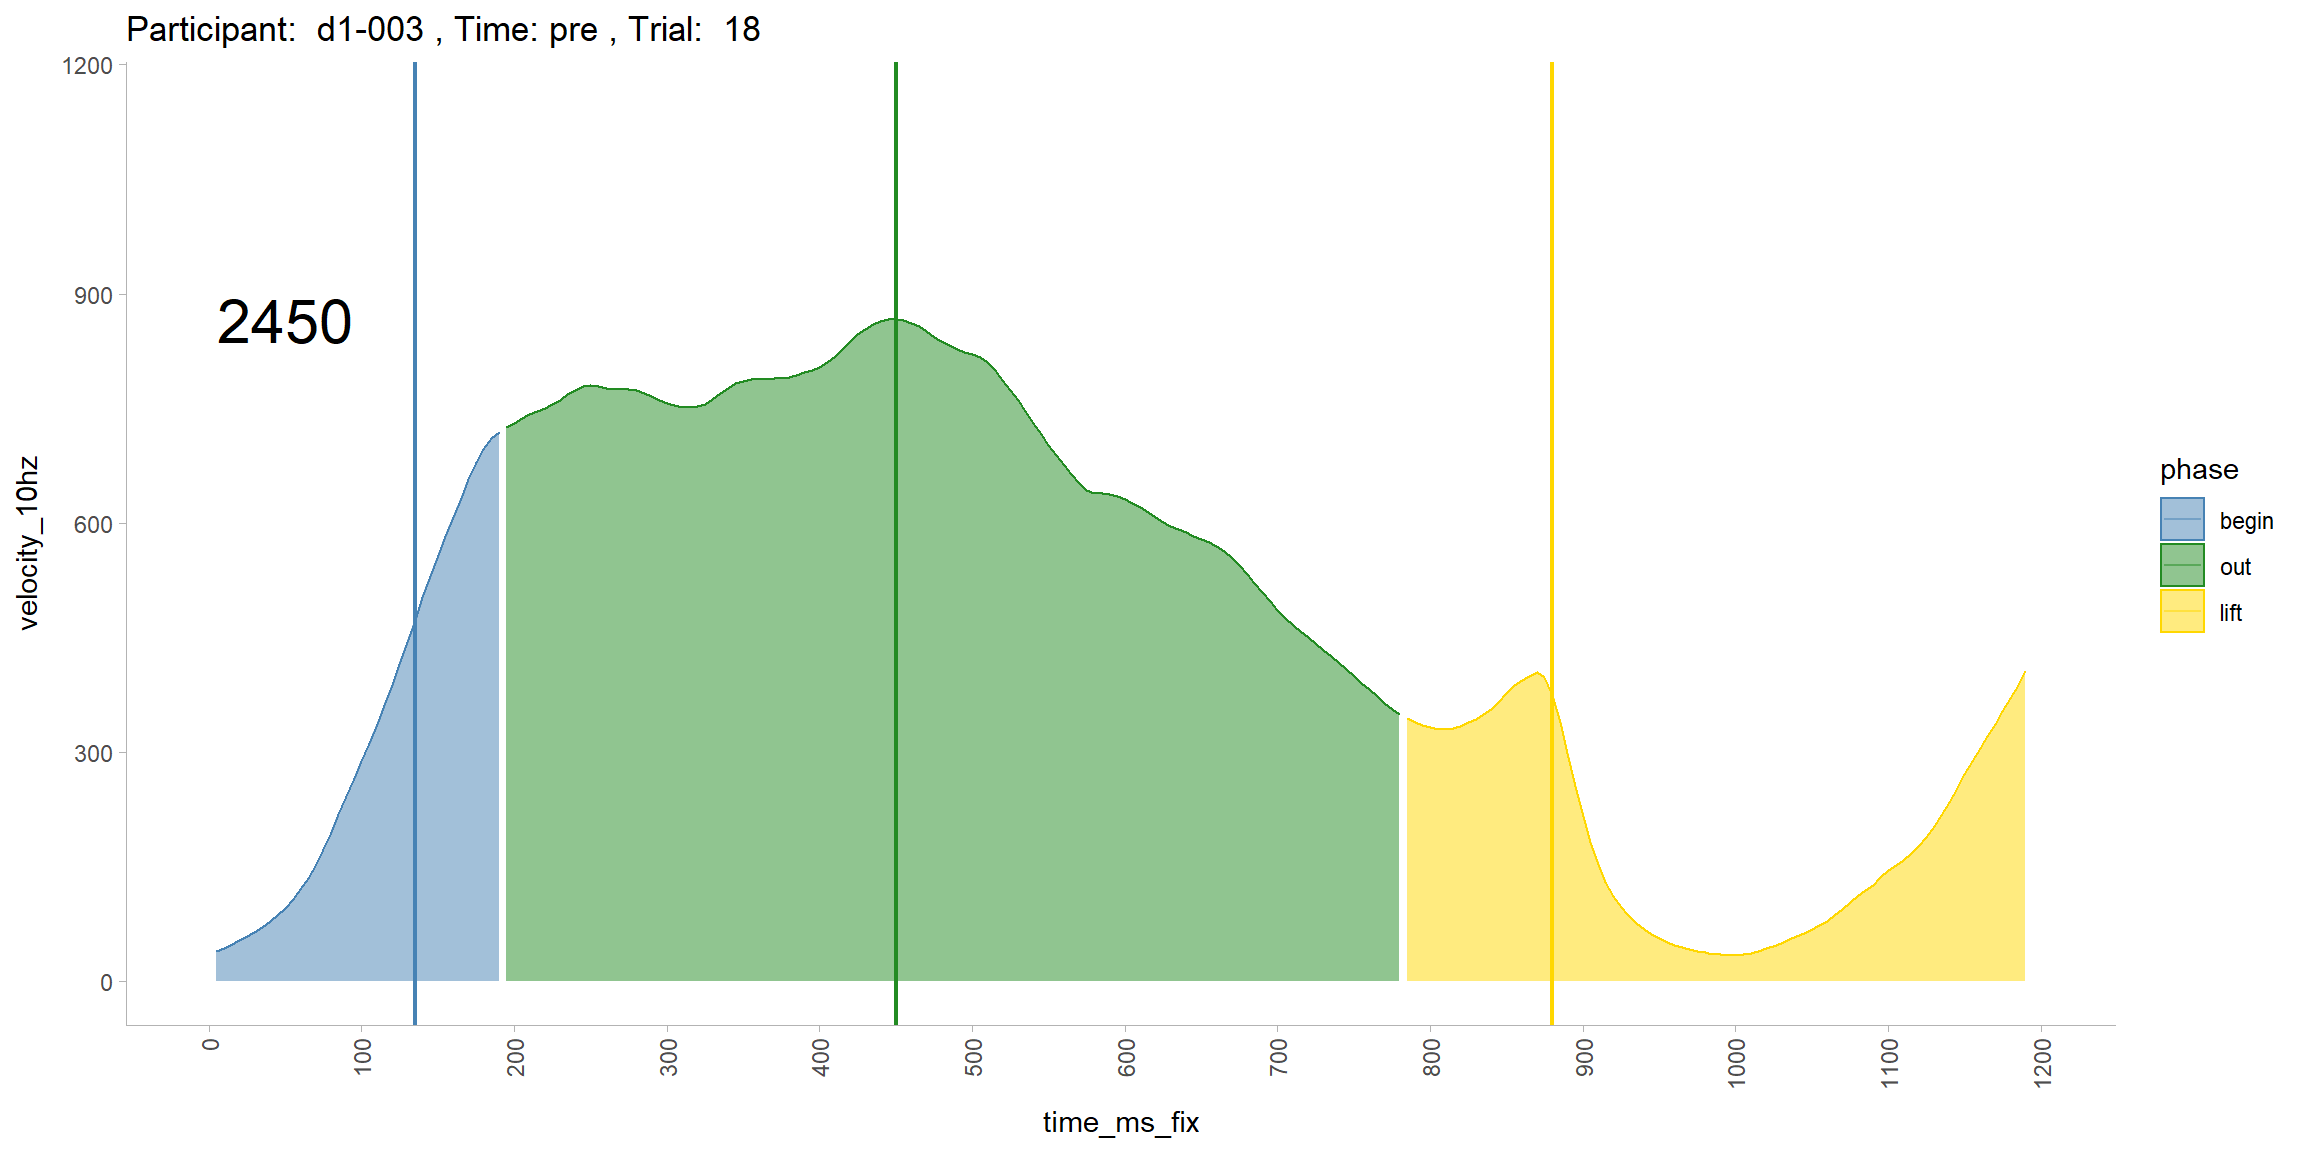 Participant:  d1-003 , Time: pre , Trial:  18
1200
900
600
300
0
velocity_10hz
2450
0
100
200
300
400
500
600
700
800
900
1000
1100
1200
time_ms_fix
phase
begin
out
lift